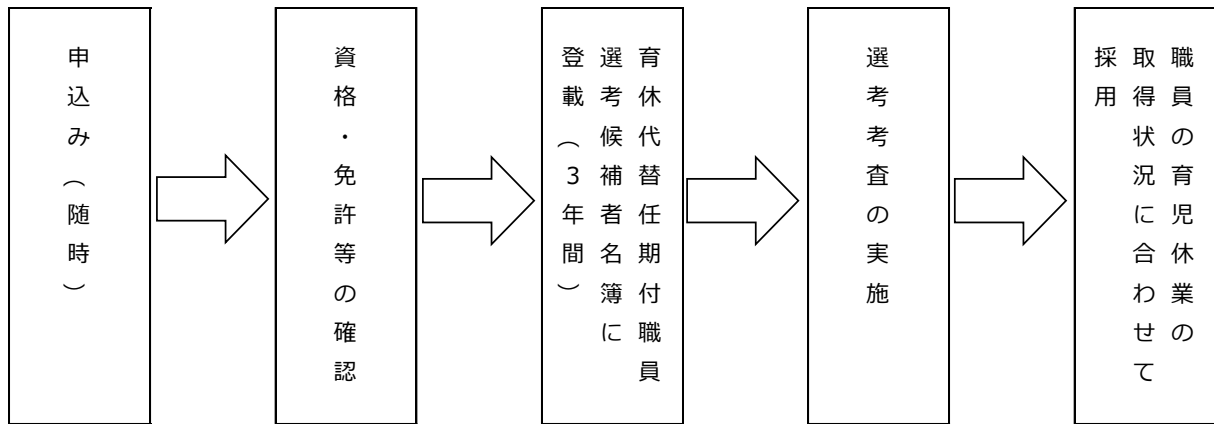 申込み（随時）
資格・免許等の確認
育休代替任期付職員
選考候補者名簿に
登載（3年間）
選考考査の実施
職員の育児休業の
取得状況に合わせて
採用